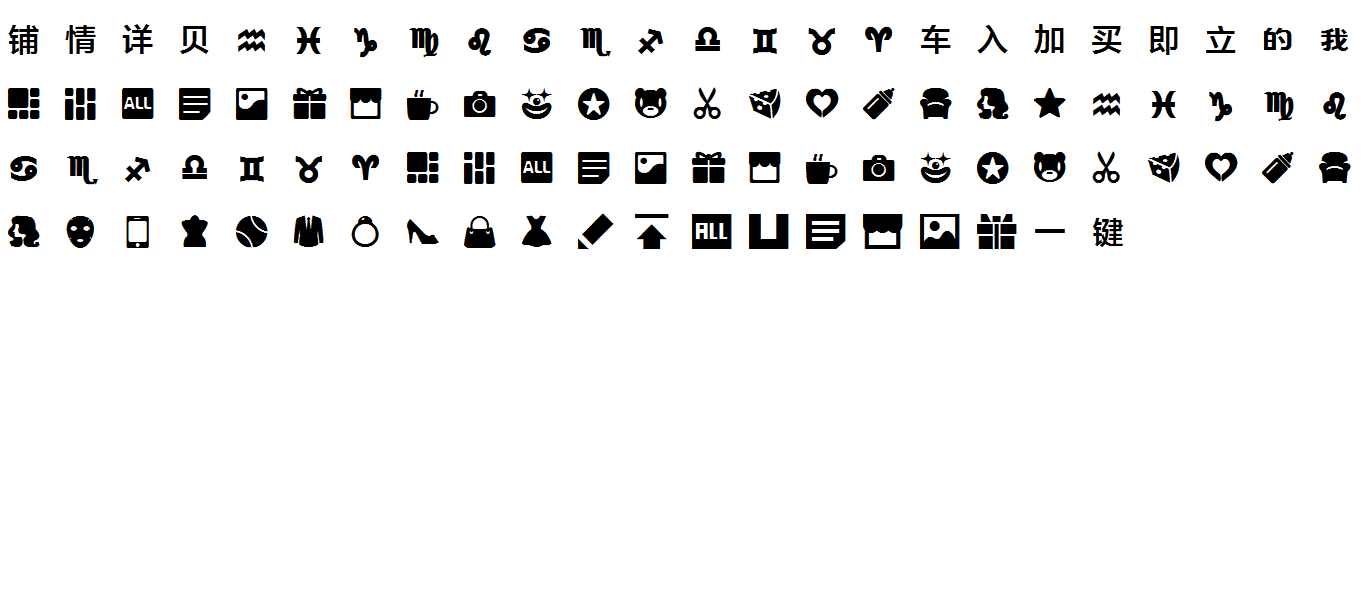 铺 情 详 贝 ♒ ♓ ♑ ♍ ♌ ♋ ♏ ♐ ♎ ♊ ♉ ♈ 车 入 加 买 即 立 的 我
ALL ♒ ♓ ♑ ♍ ♌
♋ ♏ ♐ ♎ ♊ ♉ ♈ ALL
ALL 一 键